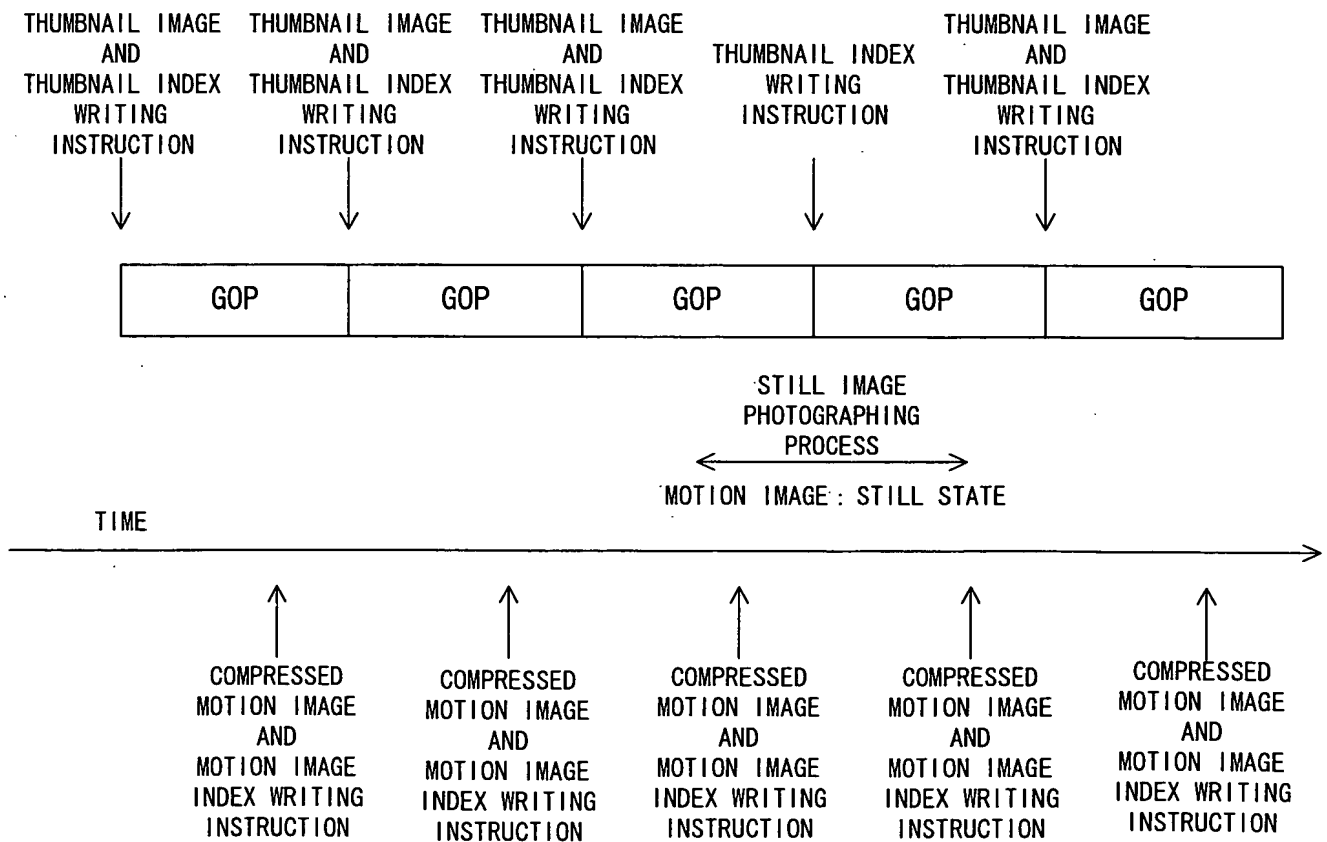 THUMBNAIL IMAGE
AND
THUMBNAIL INDEX
WRITING
INSTRUCTION
THUMBNAIL IMAGE
AND
THUMBNAIL INDEX
WRITING
INSTRUCTION
THUMBNAIL IMAGE
AND
THUMBNAIL INDEX
WRITING
INSTRUCTION
THUMBNAIL INDEX
WRITING
INSTRUCTION
THUMBNAIL IMAGE
AND
THUMBNAIL INDEX
WRITING
INSTRUCTION
GOP
GOP
GOP
GOP
GOP
STILL IMAGE
PHOTOGRAPHING
PROCESS
MOTION IMAGE : STILL STATE
TIME
COMPRESSED
MOTION IMAGE
AND
MOTION IMAGE
INDEX WRITING
INSTRUCTION
COMPRESSED
MOTION IMAGE
AND
MOTION IMAGE
INDEX WRITING
INSTRUCTION
COMPRESSED
MOTION IMAGE
AND
MOTION IMAGE
INDEX WRITING
INSTRUCTION
COMPRESSED
MOTION IMAGE
AND
MOTION IMAGE
INDEX WRITING
INSTRUCTION
COMPRESSED
MOTION IMAGE
AND
MOTION IMAGE
INDEX WRITING
INSTRUCTION